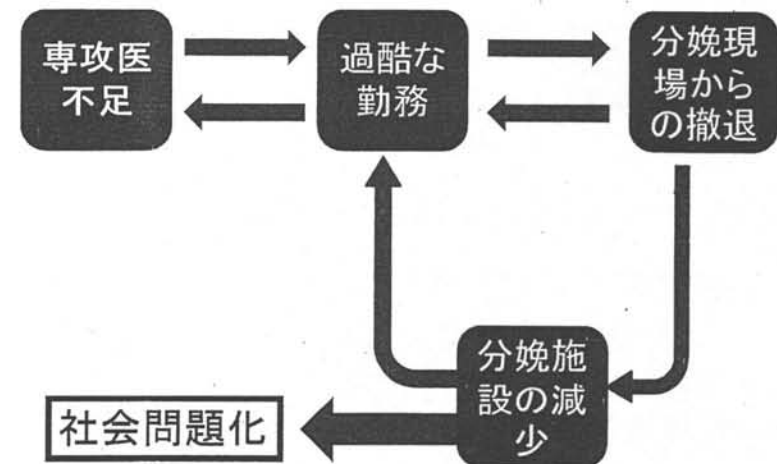 専攻医
不足
過酷な
勤務
分娩現
場から
の撤退
分娩施
設の減
少
社会問題化